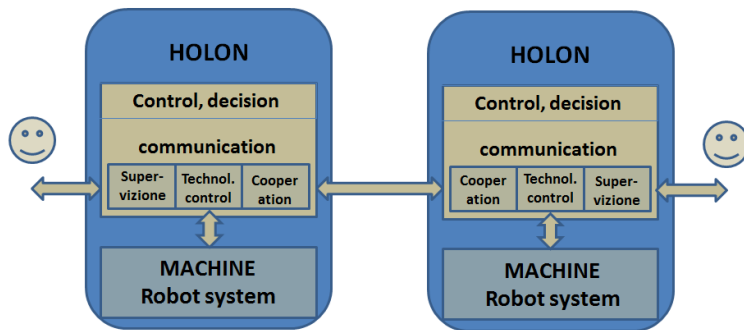 HOLON
Control, decision
communication
Super-
vizione
Technol.
control
Cooper
ation
MACHINE
Robot system
HOLON
Control, decision
communication
Cooper
ation
Technol.
control
Super-
vizione
MACHINE
Robot system